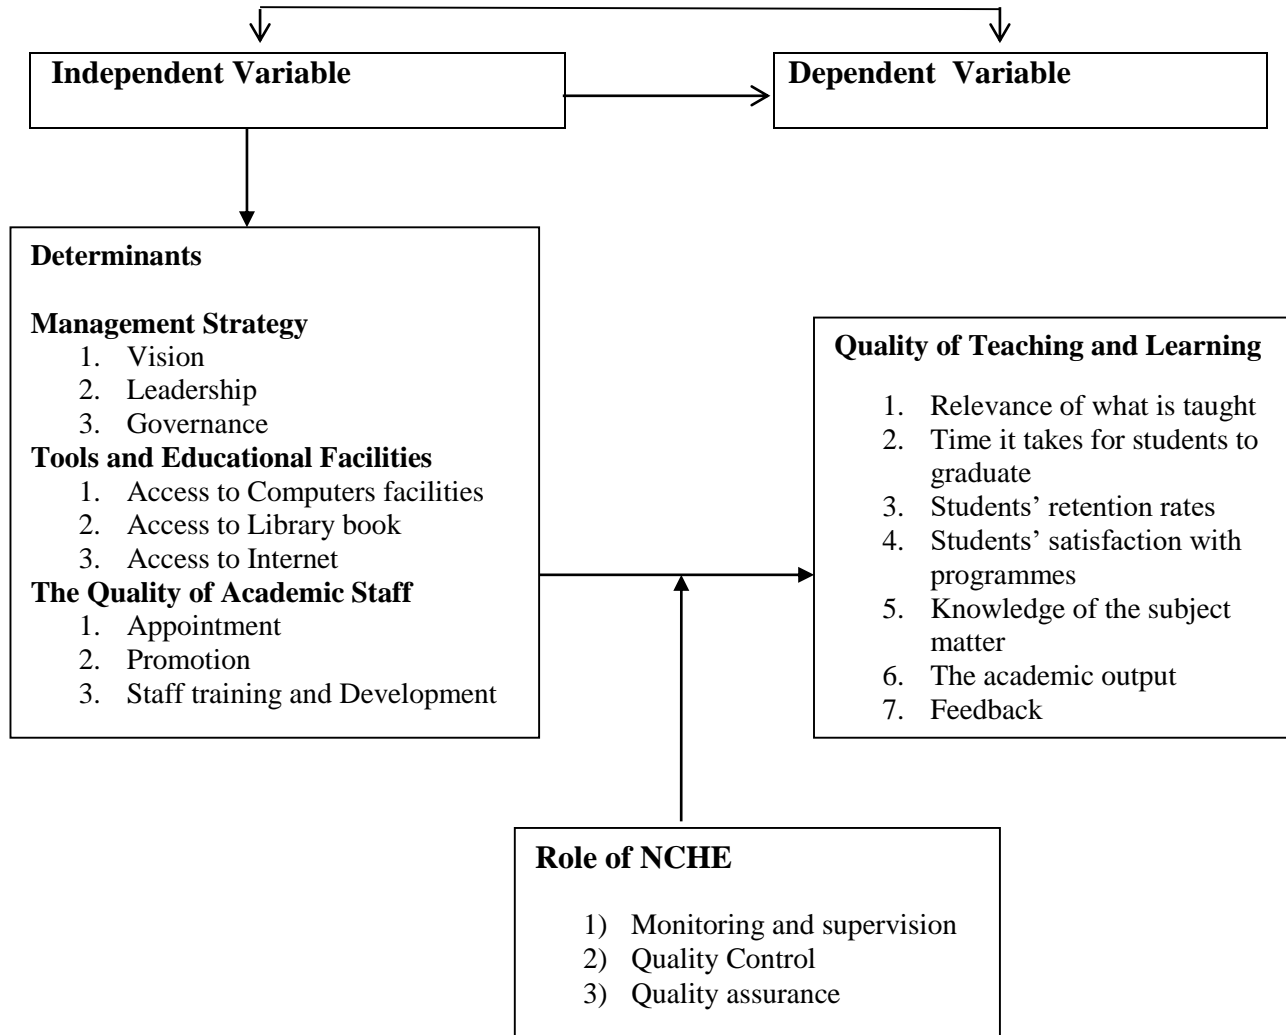 Independent Variable
Dependent  Variable
Determinants
Management Strategy
1. Vision
2. Leadership
3. Governance
Tools and Educational Facilities
1. Access to Computers facilities
2. Access to Library book
3. Access to Internet
The Quality of Academic Staff
1. Appointment
2. Promotion
3. Staff training and Development
Quality of Teaching and Learning
1. Relevance of what is taught
2. Time it takes for students to
graduate
3. Students’ retention rates
4. Students’ satisfaction with
programmes
5. Knowledge of the subject
matter
6. The academic output
7. Feedback
Role of NCHE
1) Monitoring and supervision
2) Quality Control
3) Quality assurance